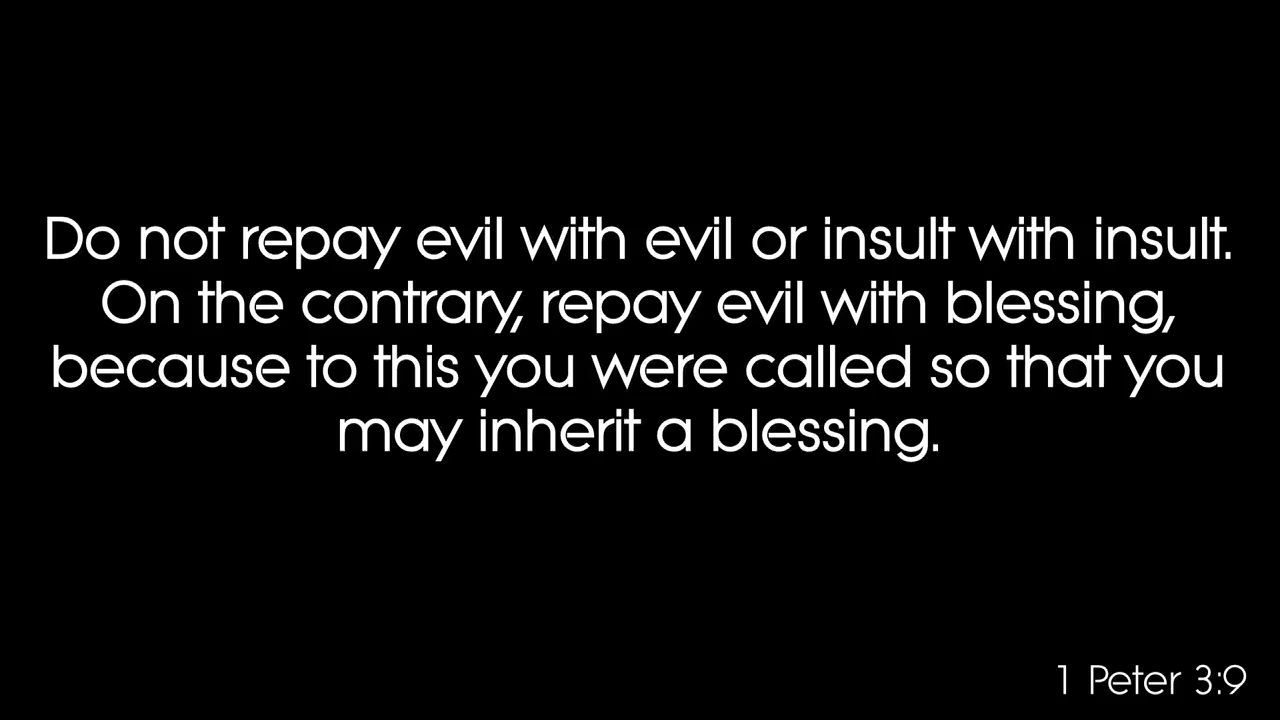 Do not repay evil with evil or insult with insult.
On the contrary, repay evil with blessing,
because to this you were called so that you
may inherit a blessing.
1 Peter 3:9